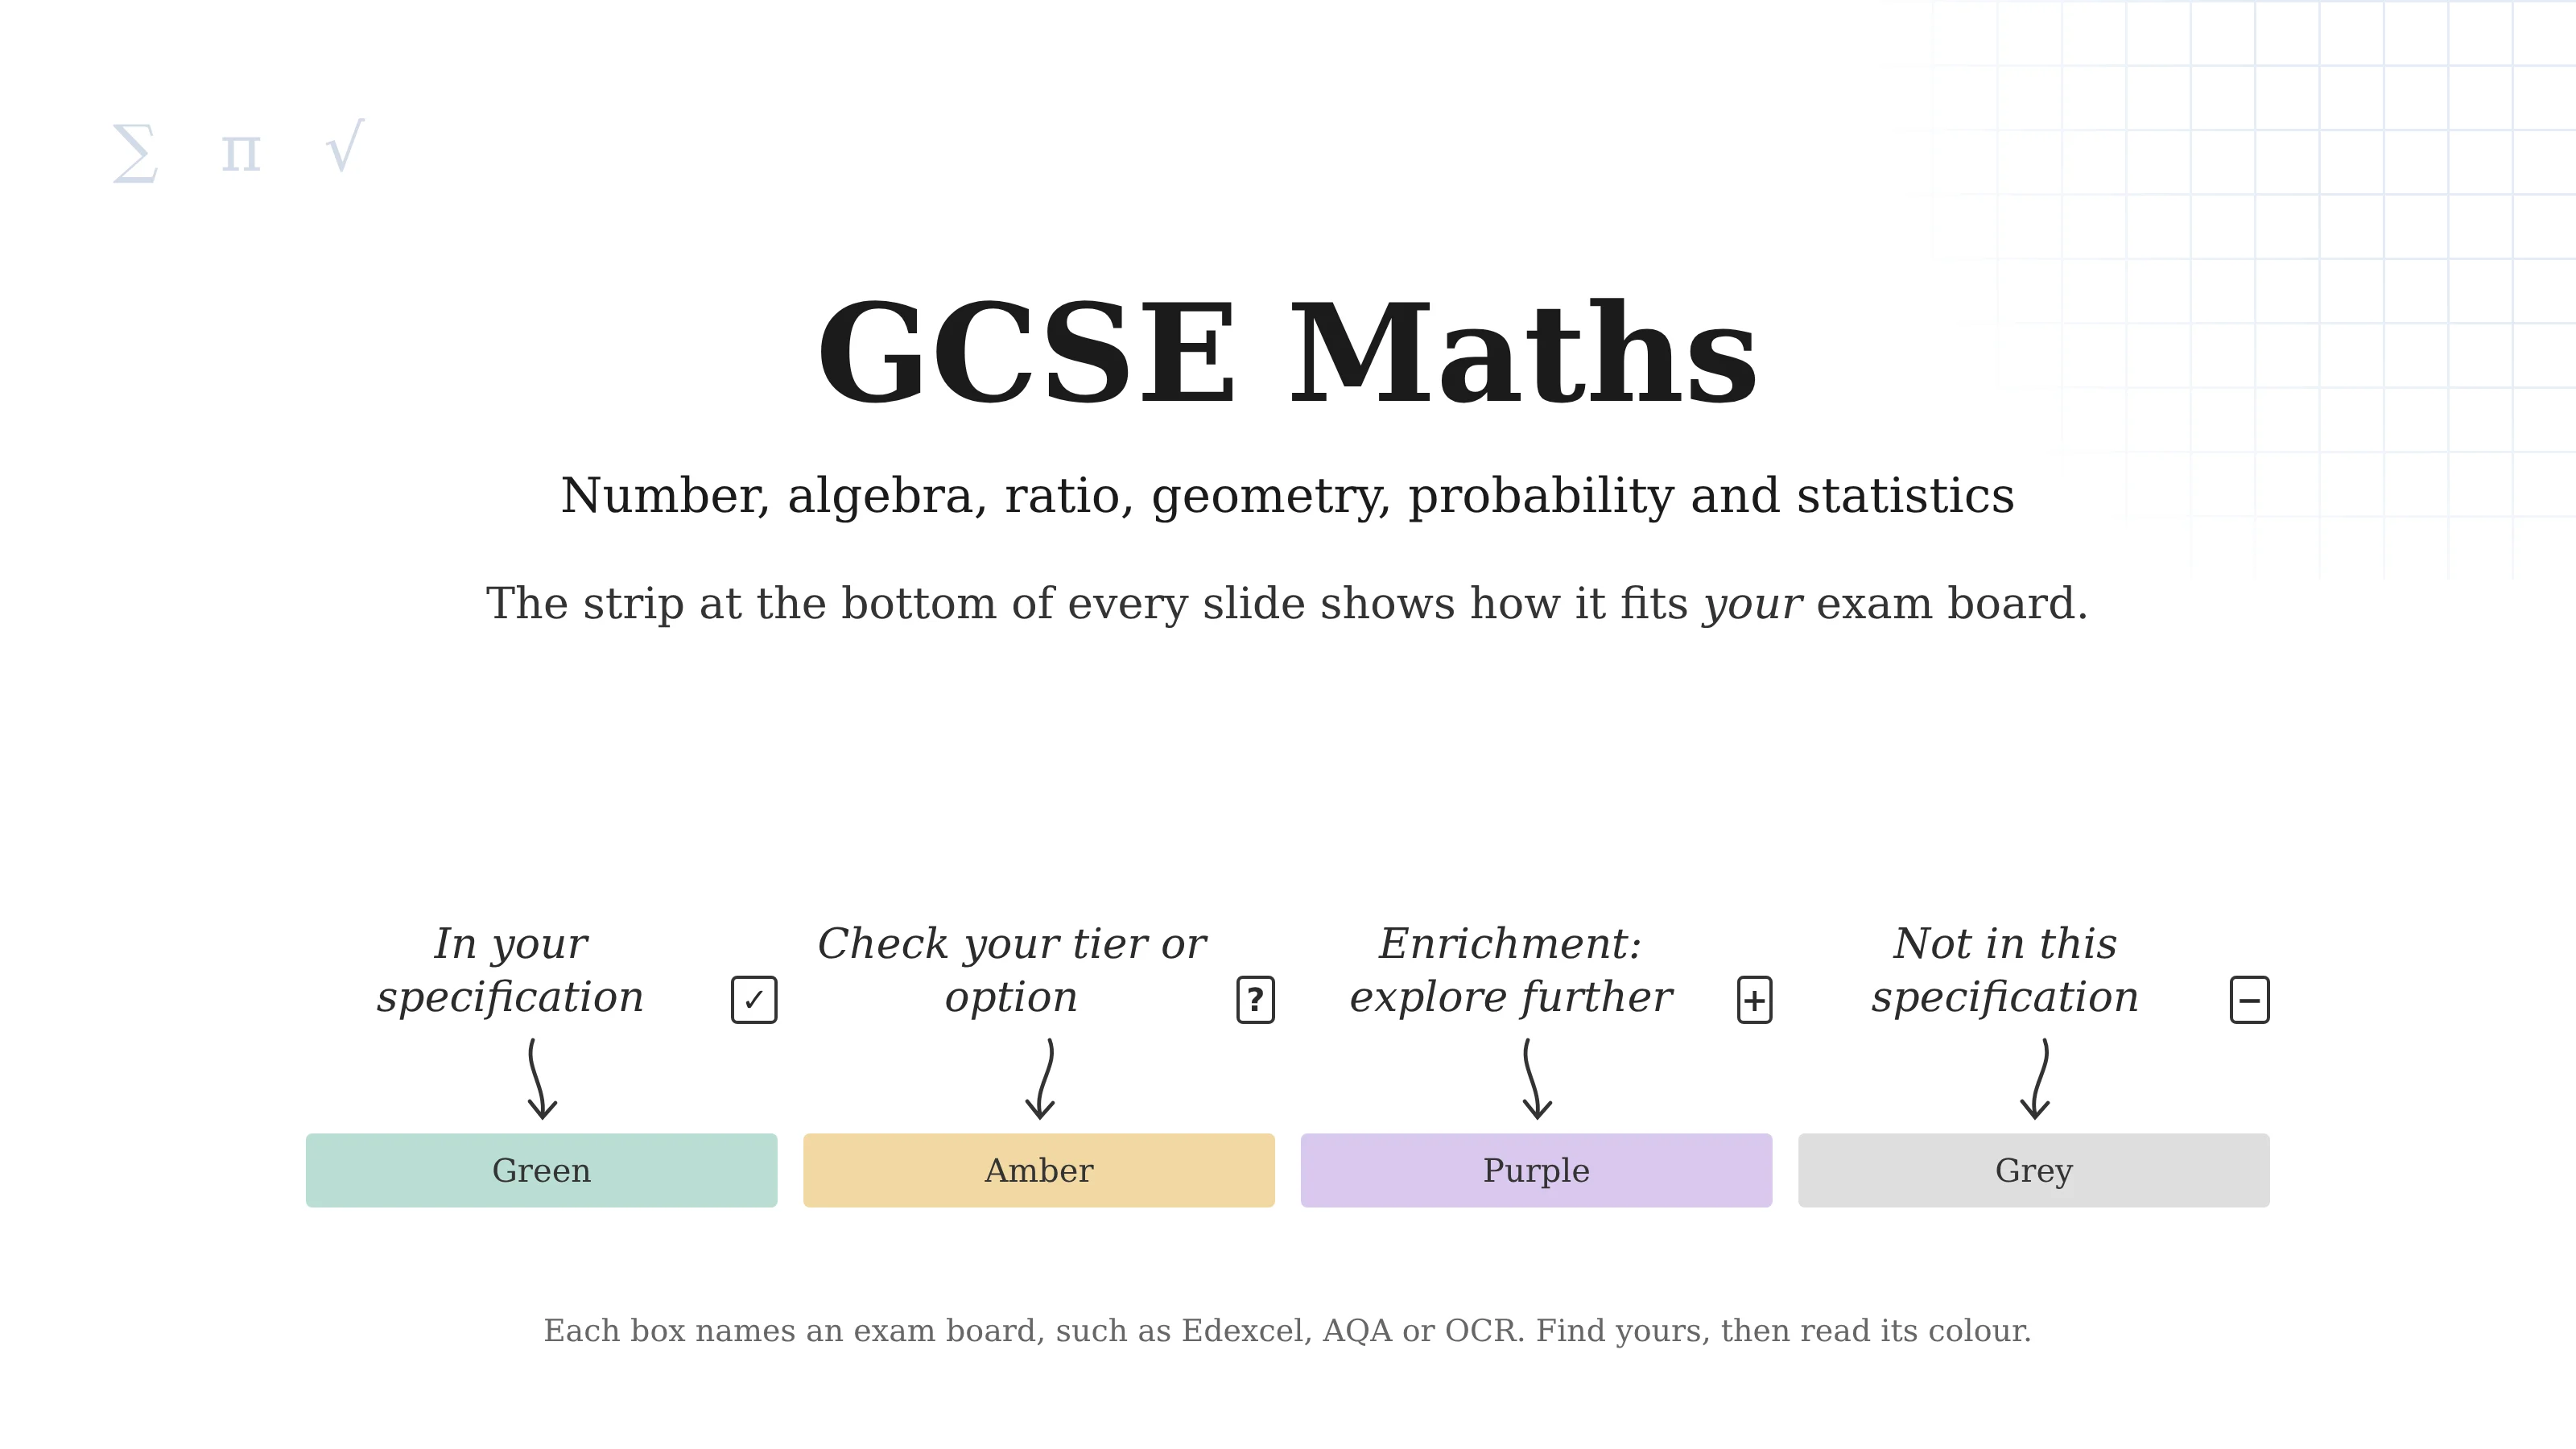 ∑ π √
GCSE Maths
Number, algebra, ratio, geometry, probability and statistics
The strip at the bottom of every slide shows how it fits your exam board.
In your
specification ✓
Check your tier or
option ?
Enrichment:
explore further +
Not in this
specification −
Green
Amber
Purple
Grey
Each box names an exam board, such as Edexcel, AQA or OCR. Find yours, then read its colour.